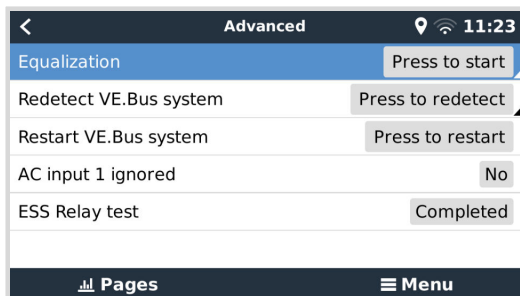 Advanced 11:23
Equalization Press to start
Redetect VE.Bus system Press to redetect
Restart VE.Bus system Press to restart
AC input 1 ignored No
ESS Relay test Completed
Pages Menu